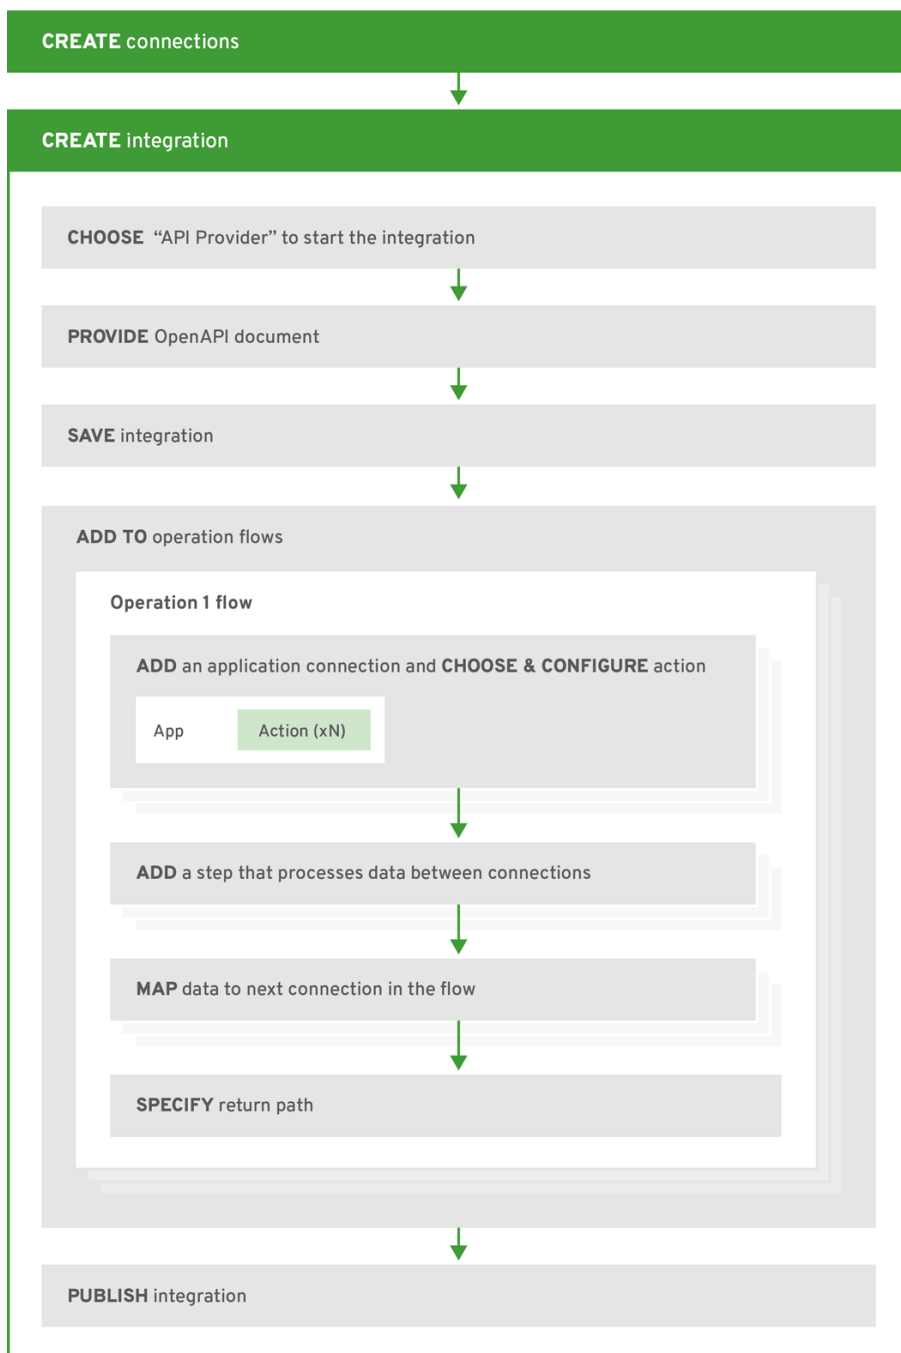 CREATE connections
CREATE integration
CHOOSE “API Provider” to start the integration
PROVIDE OpenAPI document
SAVE integration
ADD TO operation flows
Operation 1 flow
ADD an application connection and CHOOSE & CONFIGURE action
App
Action (xN)
ADD a step that processes data between connections
MAP data to next connection in the flow
SPECIFY return path
PUBLISH integration